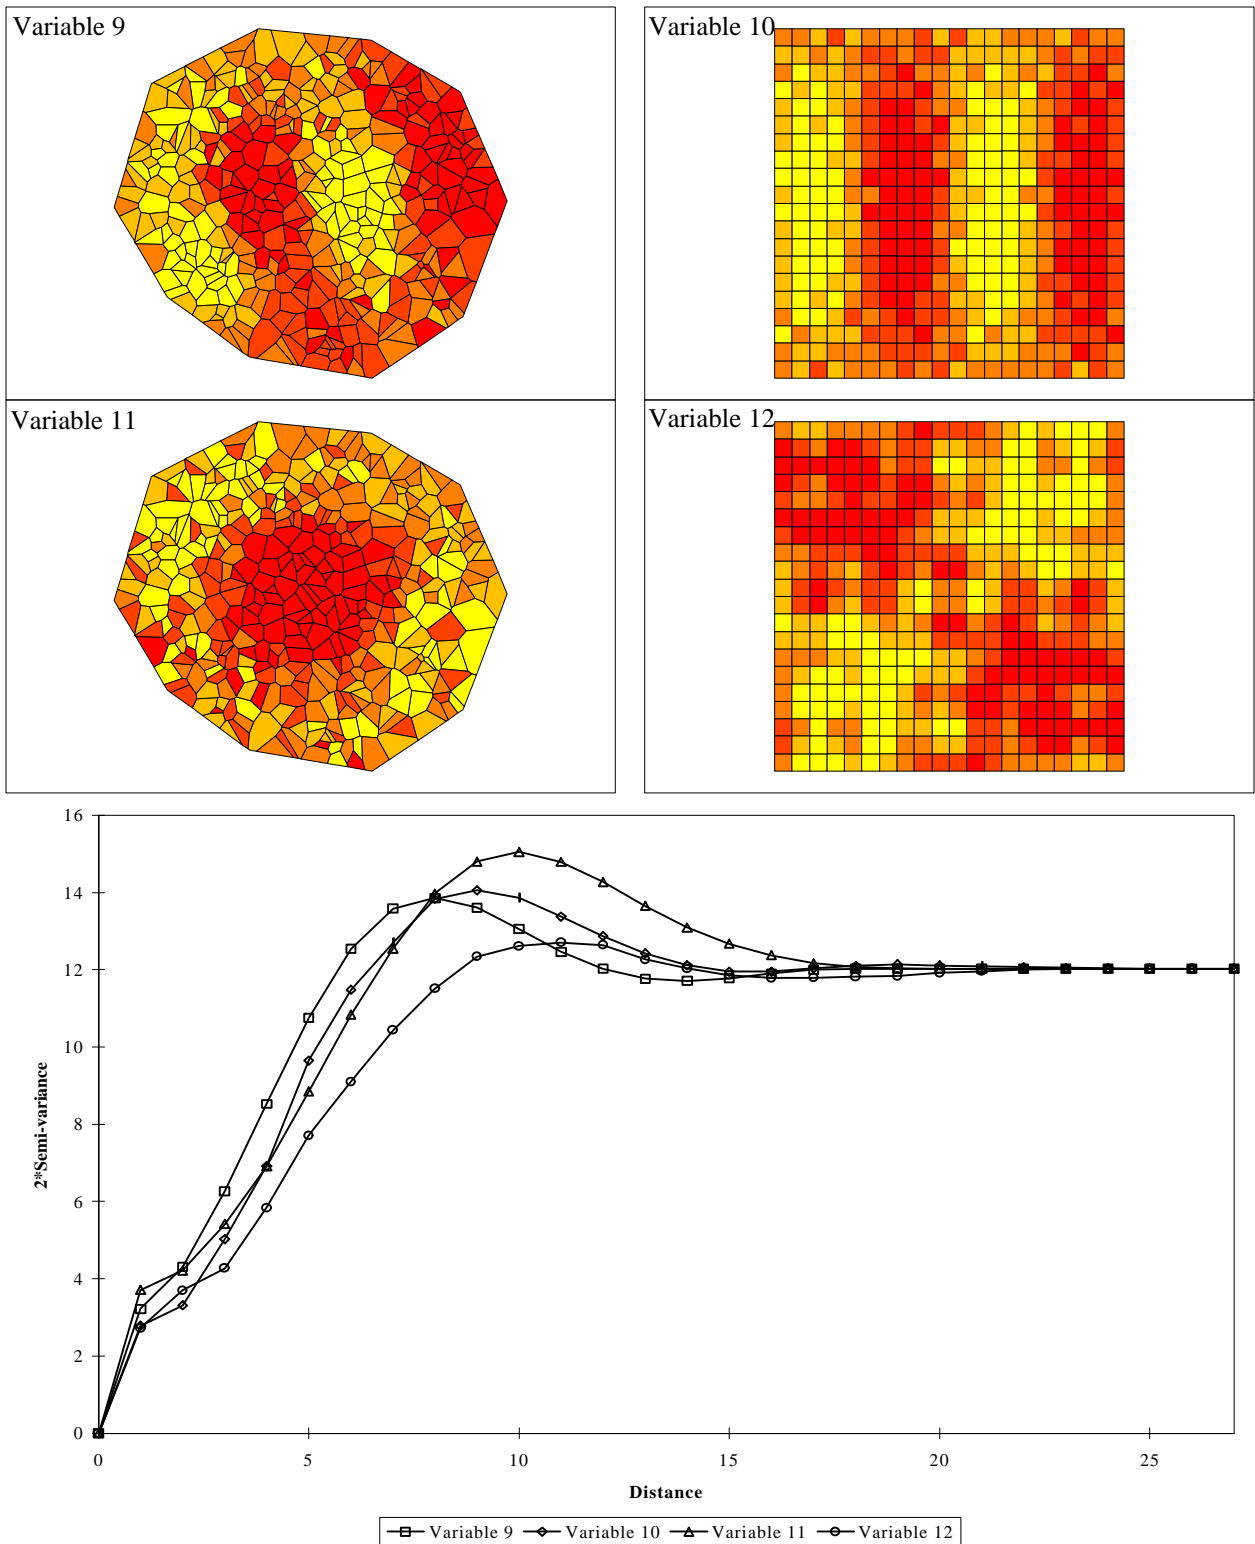 Variable 9
Variable 10
Variable 11
Variable 12
16
14
12
10
8
6
4
2
0
2*Semi-variance
0 5 10 15 20 25
Distance
Variable 9 Variable 10 Variable 11 Variable 12